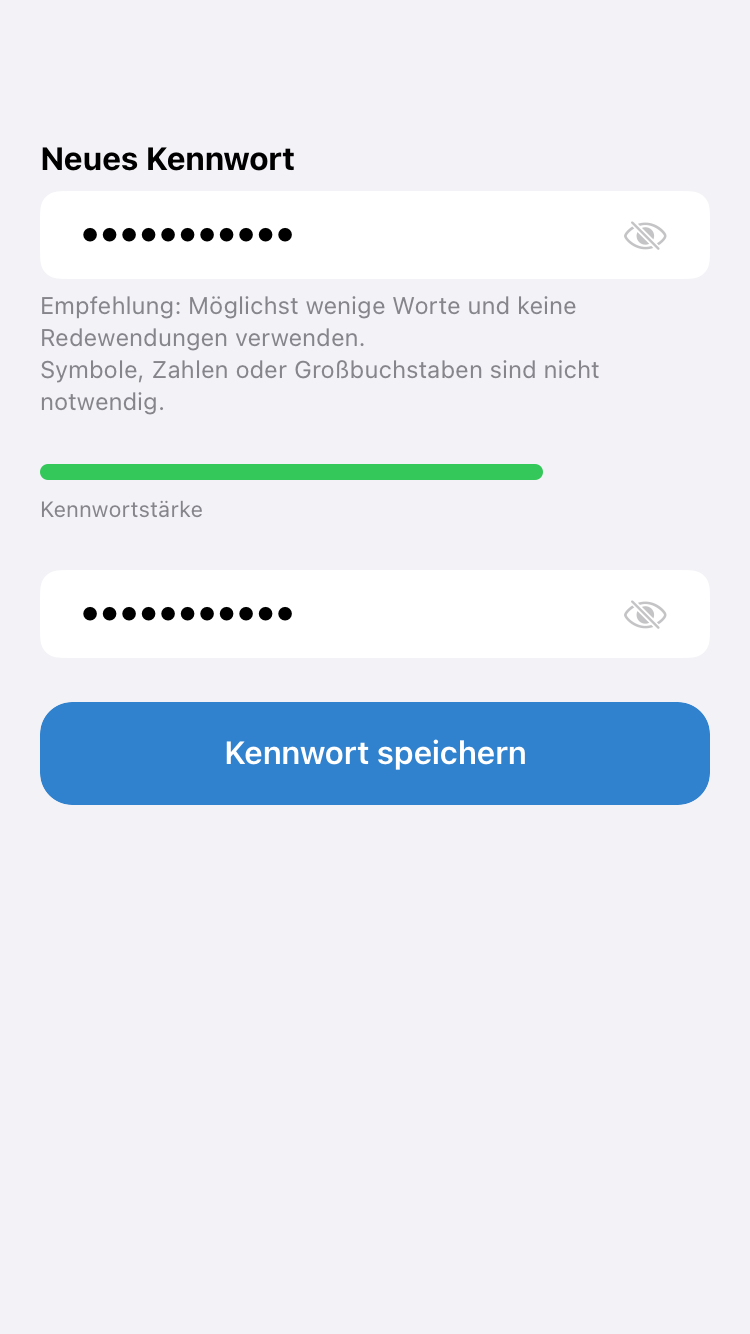 Neues Kennwort
•••••••••••
Empfehlung: Möglichst wenige Worte und keine
Redewendungen verwenden.
Symbole, Zahlen oder Großbuchstaben sind nicht
notwendig.
Kennwortstärke
•••••••••••
Kennwort speichern